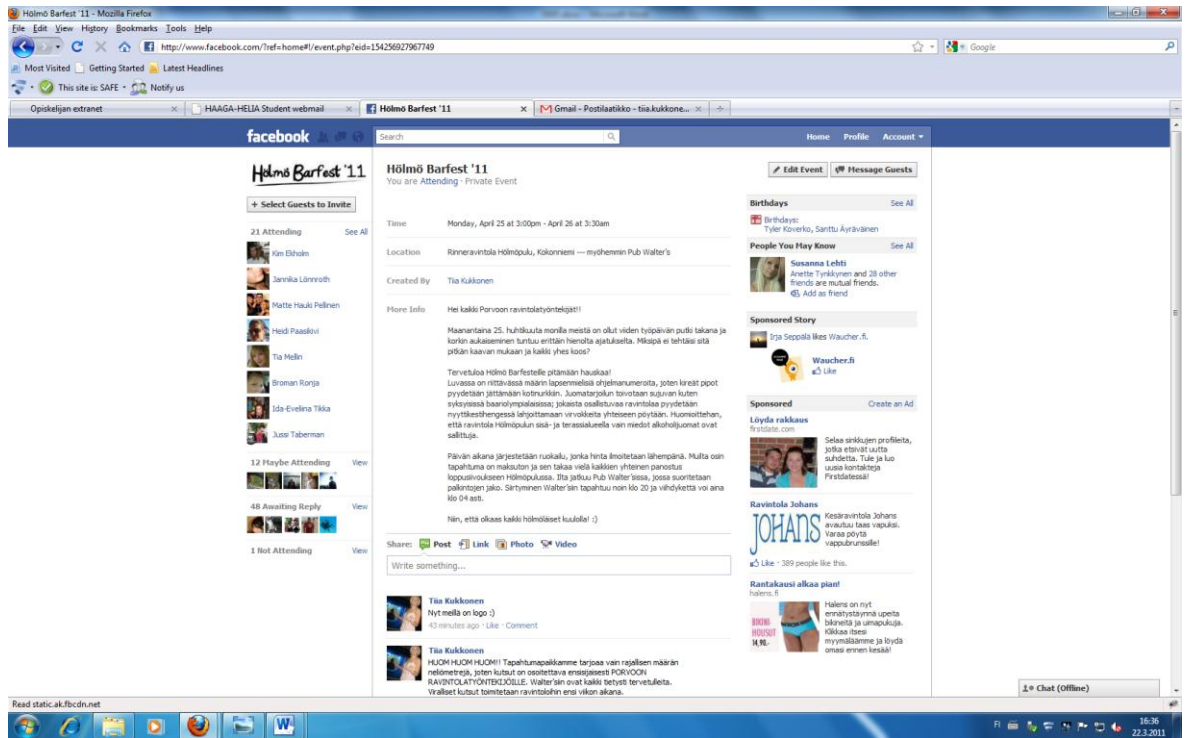 Hölmö Barfest '11 - Mozilla Firefox
File Edit View History Bookmarks Tools Help
http://www.facebook.com/?ref=home#!/event.php?eid=154256927967749
Google
Most Visited Getting Started Latest Headlines
This site is: SAFE Notify us
Opiskelijan extranet
HAAGA-HELIA Student webmail
Hölmö Barfest '11
Gmail - Postilaatikko - tiia.kukkone...
facebook
Search
Home Profile Account
Hölmö Barfest '11
+ Select Guests to Invite
21 Attending See All
Kim Ekholm
Jannika Lönnroth
Matte Hauki Pellinen
Heidi Paasikivi
Tia Mellin
Broman Ronja
Ida-Evelina Tikka
Jussi Taberman
12 Maybe Attending View
48 Awaiting Reply View
1 Not Attending View
Hölmö Barfest '11
You are Attending · Private Event
Time Monday, April 25 at 3:00pm - April 26 at 3:30am
Location Rinneravintola Hölmöpulu, Kokonniemi --- myöhemmin Pub Walter's
Created By Tiia Kukkonen
More Info Hei kaikki Porvoon ravintolatyöntekijät!!
Maanantaina 25. huhtikuuta monilla meistä on ollut viiden työpäivän putki takana ja
korkin aukaiseminen tuntuu erittäin hienolta ajatukselta. Miksipä ei tehtäisi sitä
pitkän kaavan mukaan ja kaikki yhes koos?
Tervetuloa Hölmö Barfesteille pitämään hauskaa!
Luvassa on riittävässä määrin lapsenmielisiä ohjelmanumeroita, joten kireät pipot
pyydetään jättämään kotinurkkiin. Juomatarjoilun toivotaan sujuvan kuten
syksyisissä baariolympialaisissa; jokaista osallistuvaa ravintolaa pyydetään
nyyttikestihengessä lahjoittamaan virvokkeita yhteiseen pöytään. Huomioittehan,
että ravintola Hölmöpulun sisä- ja terassialueella vain miedot alkoholijuomat ovat
sallittuja.
Päivän aikana järjestetään ruokailu, jonka hinta ilmoitetaan lähempänä. Muilta osin
tapahtuma on maksuton ja sen takaa vielä kaikkien yhteinen panostus
loppusiivoukseen Hölmöpulussa. Ilta jatkuu Pub Walter'sissa, jossa suoritetaan
palkintojen jako. Siirtyminen Walter'siin tapahtuu noin klo 20 ja viihdykettä voi aina
klo 04 asti.
Niin, että olkaas kaikki hölmöläiset kuulolla! :)
Share: Post Link Photo Video
Write something...
Tiia Kukkonen
Nyt meillä on logo :)
43 minutes ago · Like · Comment
Tiia Kukkonen
HUOM HUOM HUOM!! Tapahtumapaikkamme tarjoaa vain rajallisen määrän
neliömetrejä, joten kutsut on osoitettava ensisijaisesti PORVOON
RAVINTOLATYÖNTEKIJÖILLE. Walter'siin ovat kaikki tietysti tervetulleita.
Viralliset kutsut toimitetaan ravintoloihin ensi viikon aikana.
Edit Event Message Guests
Birthdays See All
Birthdays:
Tyler Koverko, Santtu Äyräväinen
People You May Know See All
Susanna Lehti
Anette Tynkkynen and 28 other
friends are mutual friends.
Add as friend
Sponsored Story
Irja Seppälä likes Waucher.fi.
Waucher.fi
Like
Sponsored Create an Ad
Löyda rakkaus
firstdate.com
Selaa sinkkujen profiileita,
jotka etsivät uutta
suhdetta. Tule ja luo
uusia kontakteja
Firstdatessä!
Ravintola Johans
JOHANS
Kesäravintola Johans
avautuu taas vapuksi.
Varaa pöytä
vappubrunssille!
Like · 389 people like this.
Rantakausi alkaa pian!
halens.fi
BIKINI-
HOUSUT
14,90.-
Halens on nyt
ennätystäynnä upeita
bikineitä ja uimapukuja.
Klikkaa itsesi
myymäläämme ja löydä
omasi ennen kesää!
Chat (Offline)
Read static.ak.fbcdn.net
FI
16:36
22.3.2011